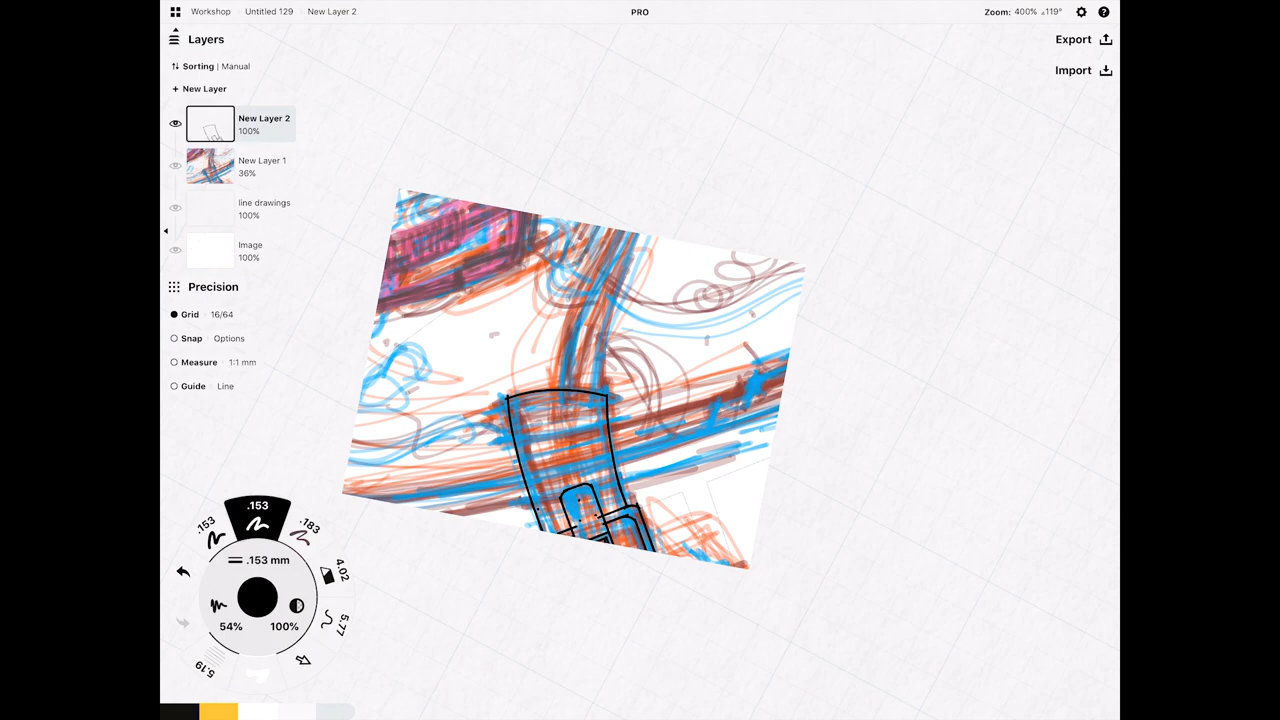 Workshop Untitled 129 New Layer 2
PRO
Zoom: 400% ⦟119°
Layers
Export
Import
Sorting | Manual
+ New Layer
New Layer 2
100%
New Layer 1
36%
line drawings
100%
Image
100%
Precision
Grid 16/64
Snap Options
Measure 1:1 mm
Guide Line
.153
.153
.183
4.02
5.77
5.19
.153 mm
54%
100%